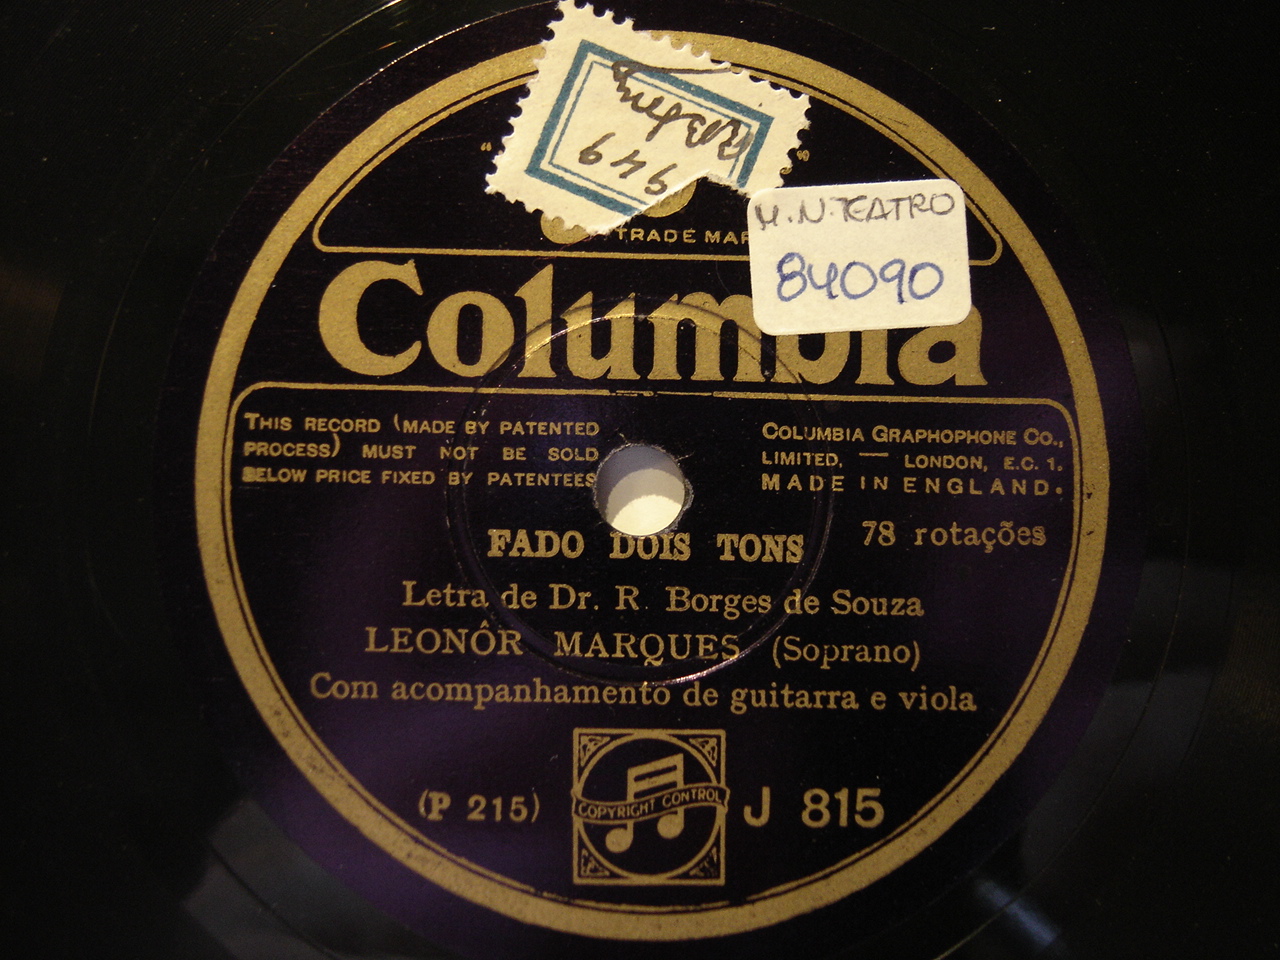 949
TRADE MAR
M.N.TEATRO
84090
Columbia
THIS RECORD (MADE BY PATENTED
PROCESS) MUST NOT BE SOLD
BELOW PRICE FIXED BY PATENTEES
COLUMBIA GRAPHOPHONE CO.,
LIMITED, — LONDON, E.C. 1.
MADE IN ENGLAND.
78 rotações
FADO DOIS TONS
Letra de Dr. R. Borges de Souza
LEONÔR MARQUES (Soprano)
Com acompanhamento de guitarra e viola
(P 215)
COPYRIGHT CONTROL
J 815